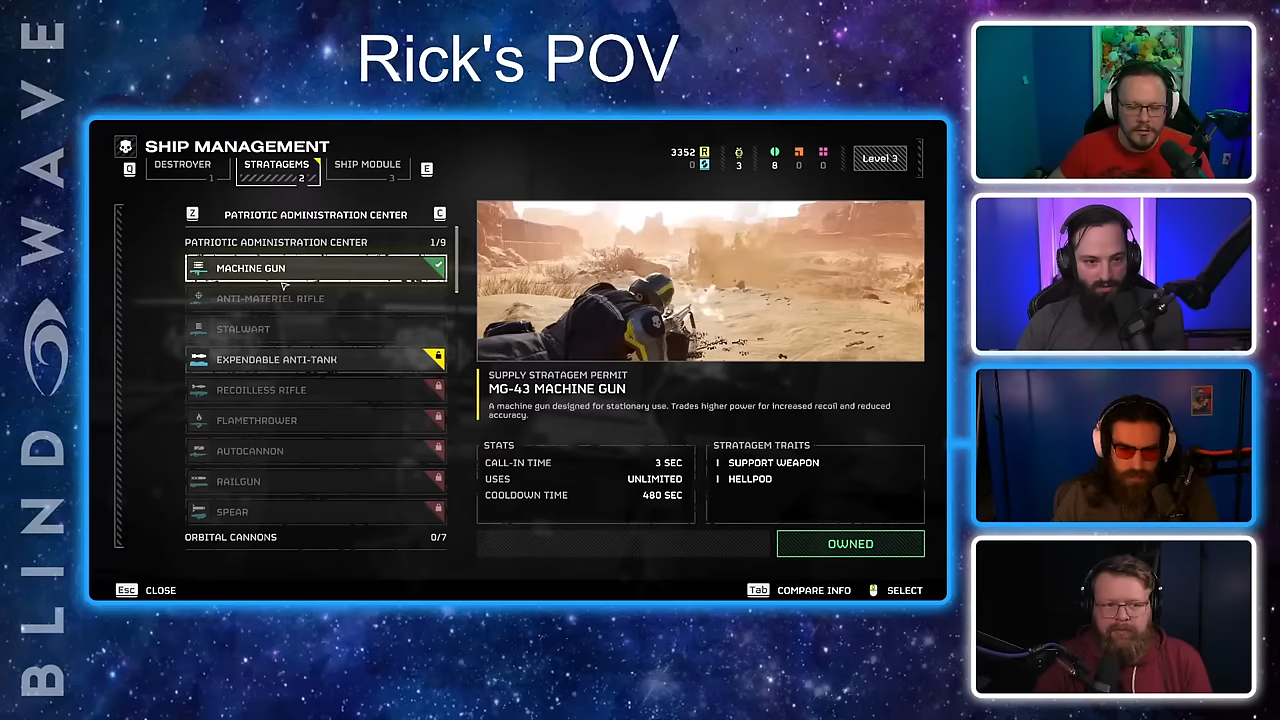 BLIND WAVE
Rick's POV
SHIP MANAGEMENT
Q
DESTROYER
1
STRATAGEMS
2
SHIP MODULE
3
E
3352 R
0
3
8
0
0
Level 3
Z
PATRIOTIC ADMINISTRATION CENTER
C
PATRIOTIC ADMINISTRATION CENTER 1/9
MACHINE GUN
ANTI-MATERIEL RIFLE
STALWART
EXPENDABLE ANTI-TANK
RECOILLESS RIFLE
FLAMETHROWER
AUTOCANNON
RAILGUN
SPEAR
ORBITAL CANNONS 0/7
SUPPLY STRATAGEM PERMIT
MG-43 MACHINE GUN
A machine gun designed for stationary use. Trades higher power for increased recoil and reduced
accuracy.
STATS
CALL-IN TIME 3 SEC
USES UNLIMITED
COOLDOWN TIME 480 SEC
STRATAGEM TRAITS
SUPPORT WEAPON
HELLPOD
OWNED
Esc CLOSE
Tab COMPARE INFO
SELECT